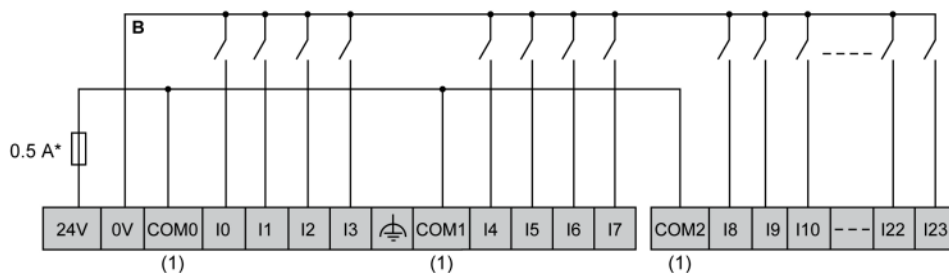 B
0.5 A*
24V 0V COM0 I0 I1 I2 I3 COM1 I4 I5 I6 I7 COM2 I8 I9 I10 I22 I23
(1) (1) (1)